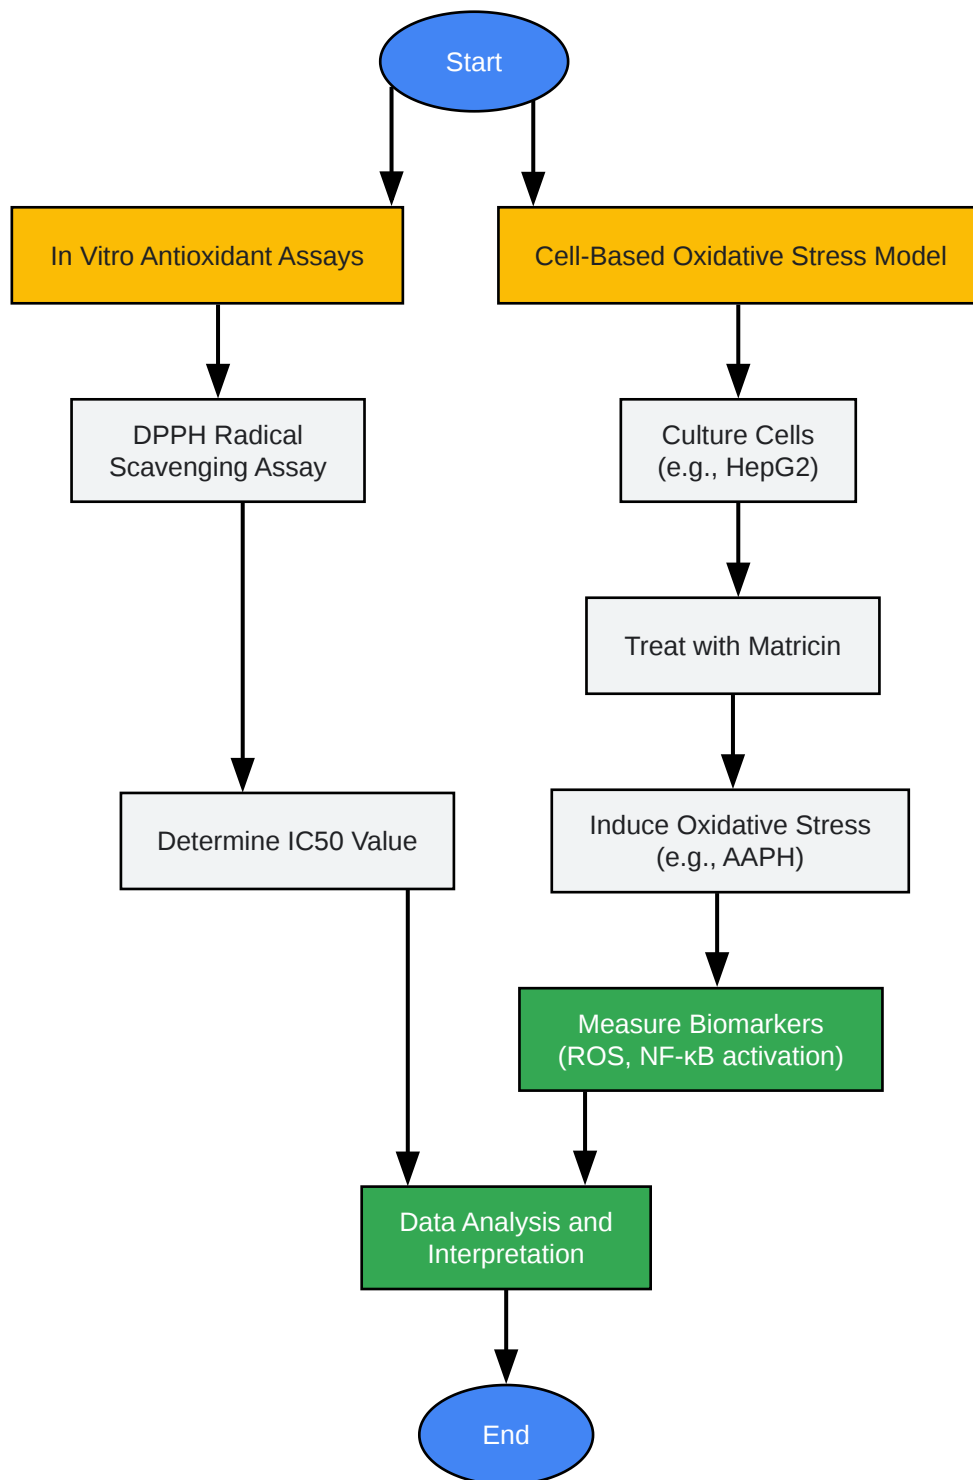 Start
In Vitro Antioxidant Assays
Cell-Based Oxidative Stress Model
DPPH Radical
Scavenging Assay
Culture Cells
(e.g., HepG2)
Treat with Matricin
Determine IC50 Value
Induce Oxidative Stress
(e.g., AAPH)
Measure Biomarkers
(ROS, NF-κB activation)
Data Analysis and
Interpretation
End